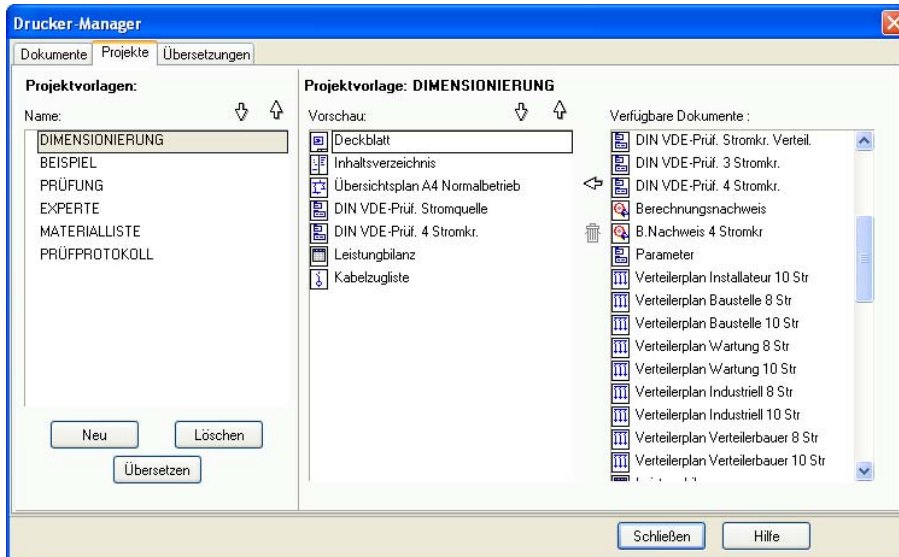 Drucker-Manager
Dokumente Projekte Übersetzungen
Projektvorlagen:
Name:
DIMENSIONIERUNG
BEISPIEL
PRÜFUNG
EXPERTE
MATERIALLISTE
PRÜFPROTOKOLL
Neu Löschen
Übersetzen
Projektvorlage: DIMENSIONIERUNG
Vorschau:
Deckblatt
Inhaltsverzeichnis
Übersichtsplan A4 Normalbetrieb
DIN VDE-Prüf. Stromquelle
DIN VDE-Prüf. 4 Stromkr.
Leistungbilanz
Kabelzugliste
Verfügbare Dokumente :
DIN VDE-Prüf. Stromkr. Verteil.
DIN VDE-Prüf. 3 Stromkr.
DIN VDE-Prüf. 4 Stromkr.
Berechnungsnachweis
B.Nachweis 4 Stromkr
Parameter
Verteilerplan Installateur 10 Str
Verteilerplan Baustelle 8 Str
Verteilerplan Baustelle 10 Str
Verteilerplan Wartung 8 Str
Verteilerplan Wartung 10 Str
Verteilerplan Industriell 8 Str
Verteilerplan Industriell 10 Str
Verteilerplan Verteilerbauer 8 Str
Verteilerplan Verteilerbauer 10 Str
Schließen Hilfe